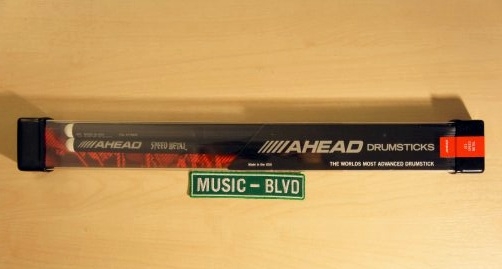 AHEAD SPEED METAL
AHEAD DRUMSTICKS
Made in the USA
THE WORLDS MOST ADVANCED DRUMSTICK
MUSIC - BLVD